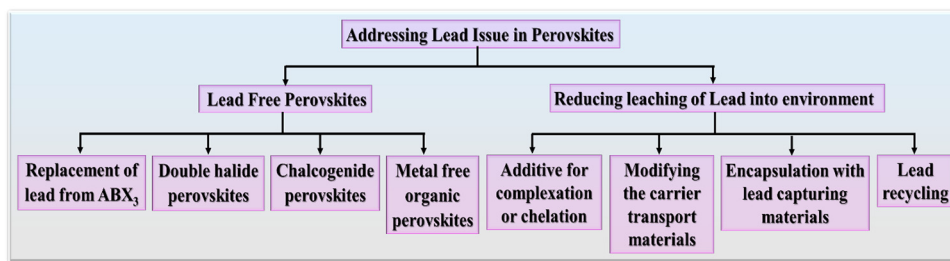 Addressing Lead Issue in Perovskites
Lead Free Perovskites
Reducing leaching of Lead into environment
Replacement of
lead from ABX₃
Double halide
perovskites
Chalcogenide
perovskites
Metal free
organic
perovskites
Additive for
complexation
or chelation
Modifying
the carrier
transport
materials
Encapsulation with
lead capturing
materials
Lead
recycling